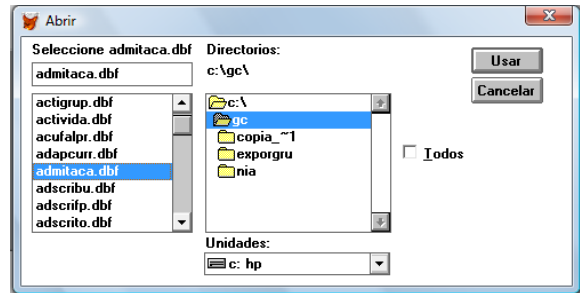 Abrir
Seleccione admitaca.dbf
admitaca.dbf
actigrup.dbf
activida.dbf
acufalpr.dbf
adapcurr.dbf
admitaca.dbf
adscribu.dbf
adscrifp.dbf
adscrito.dbf
Directorios:
c:\gc\
c:\
gc
copia_~1
exporgru
nia
Unidades:
c: hp
Usar
Cancelar
Todos